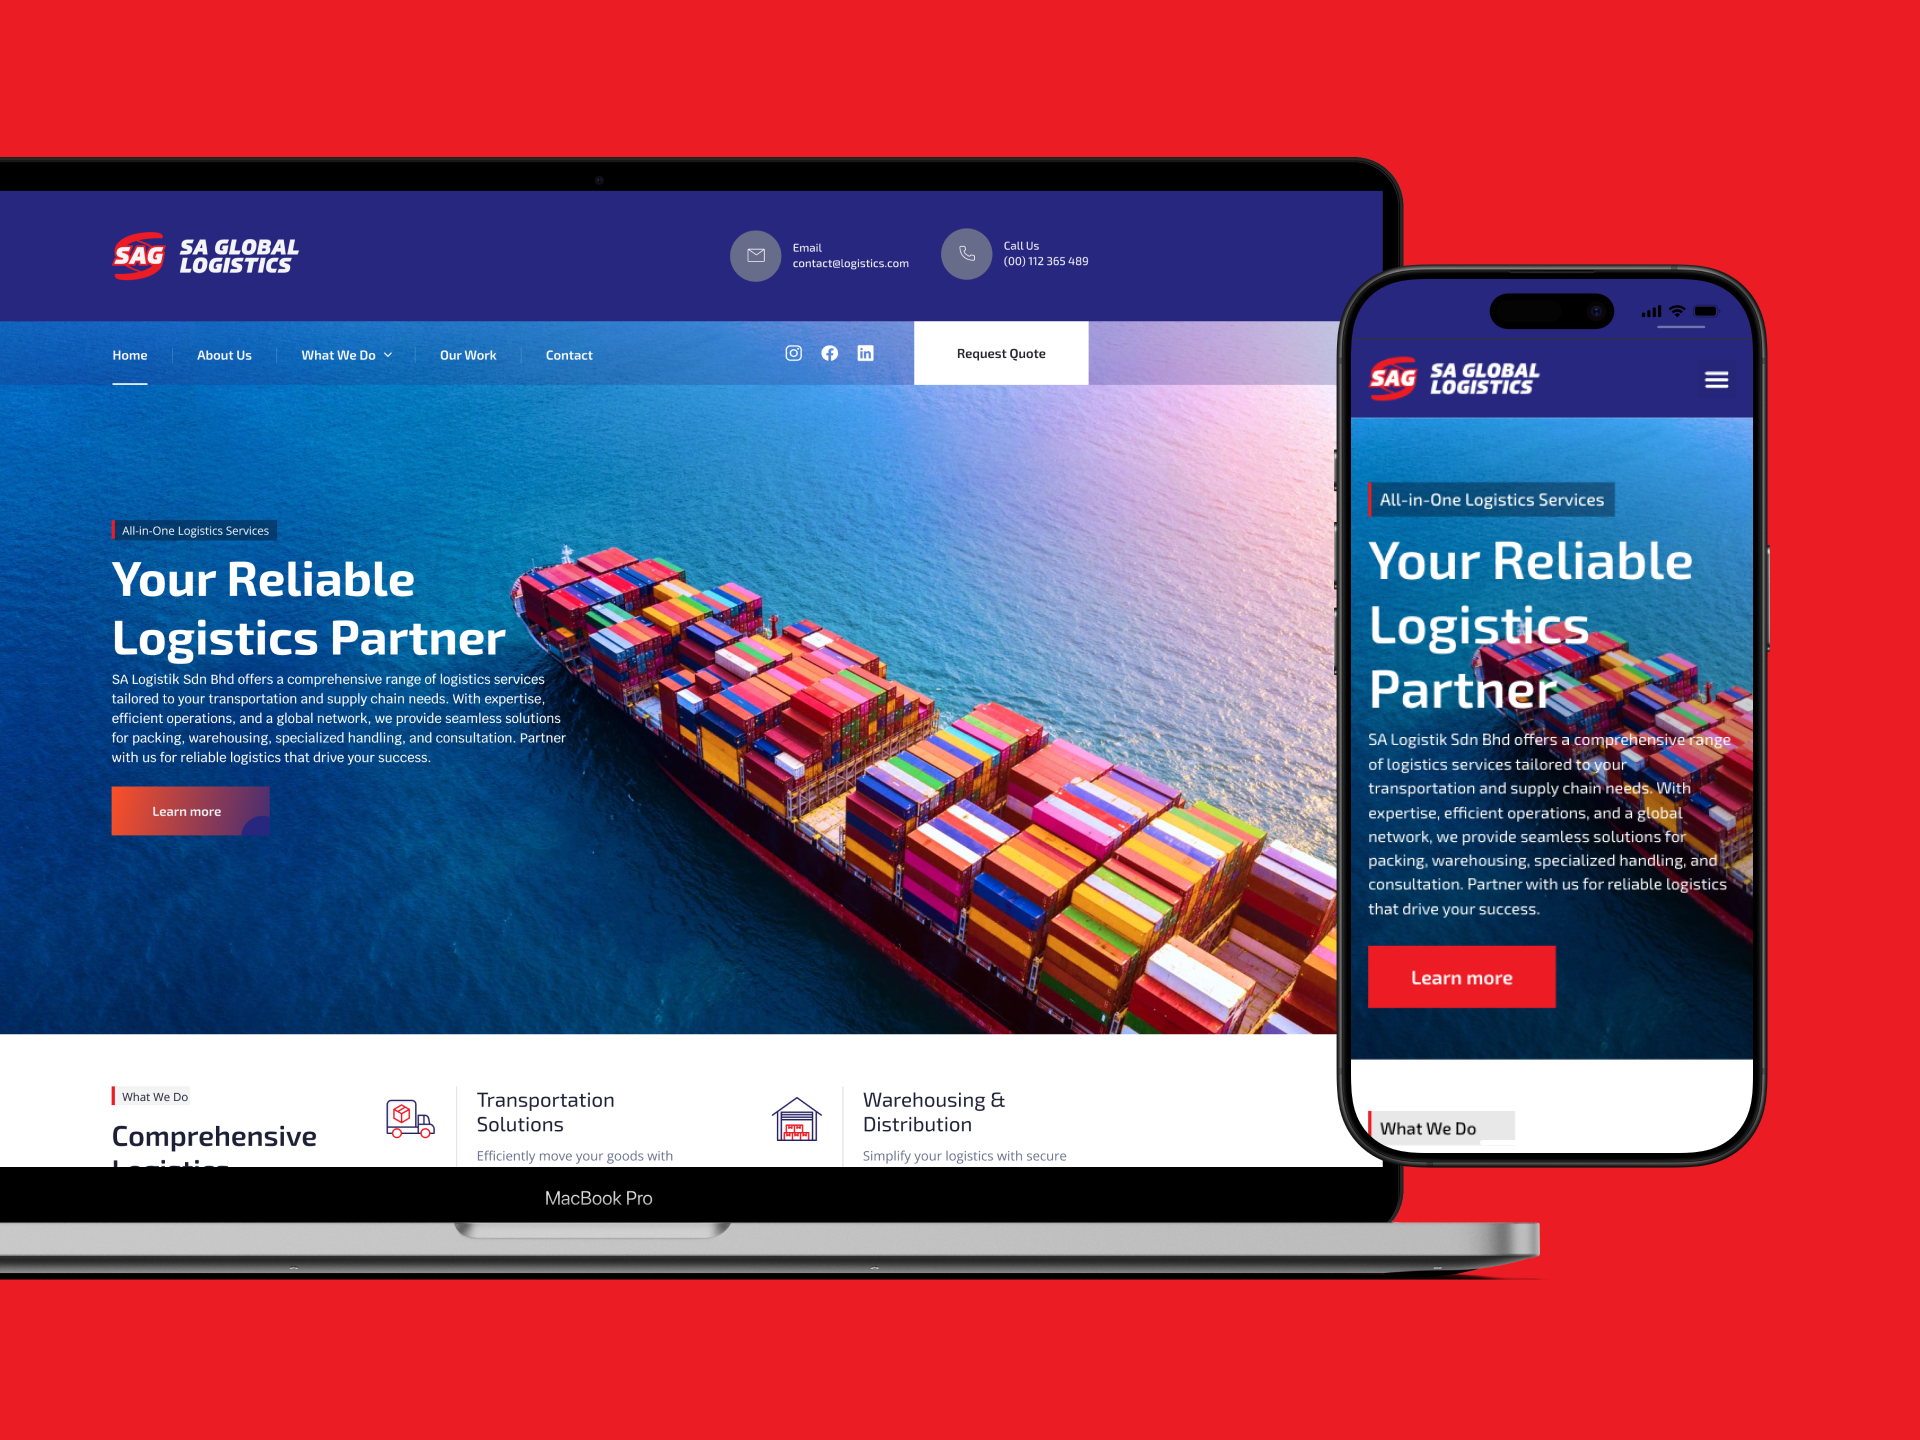 SAG
SA GLOBAL
LOGISTICS
Email
contact@logistics.com
Call Us
(00) 112 365 489
Home
About Us
What We Do
Our Work
Contact
Request Quote
All-in-One Logistics Services
Your Reliable
Logistics Partner
SA Logistik Sdn Bhd offers a comprehensive range of logistics services
tailored to your transportation and supply chain needs. With expertise,
efficient operations, and a global network, we provide seamless solutions
for packing, warehousing, specialized handling, and consultation. Partner
with us for reliable logistics that drive your success.
Learn more
What We Do
Comprehensive
Logistics
Transportation
Solutions
Efficiently move your goods with
Warehousing &
Distribution
Simplify your logistics with secure
MacBook Pro
SAG
SA GLOBAL
LOGISTICS
All-in-One Logistics Services
Your Reliable
Logistics
Partner
SA Logistik Sdn Bhd offers a comprehensive range
of logistics services tailored to your
transportation and supply chain needs. With
expertise, efficient operations, and a global
network, we provide seamless solutions for
packing, warehousing, specialized handling, and
consultation. Partner with us for reliable logistics
that drive your success.
Learn more
What We Do